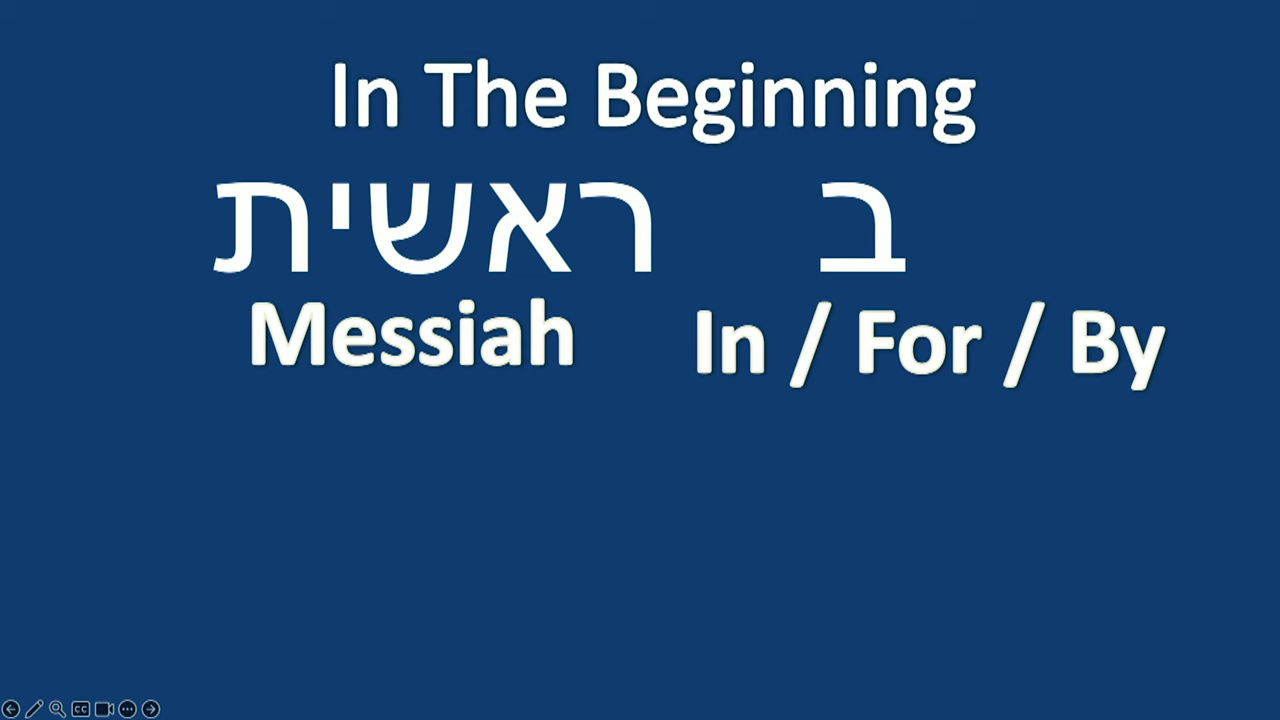 In The Beginning
ב ראשית
Messiah In / For / By